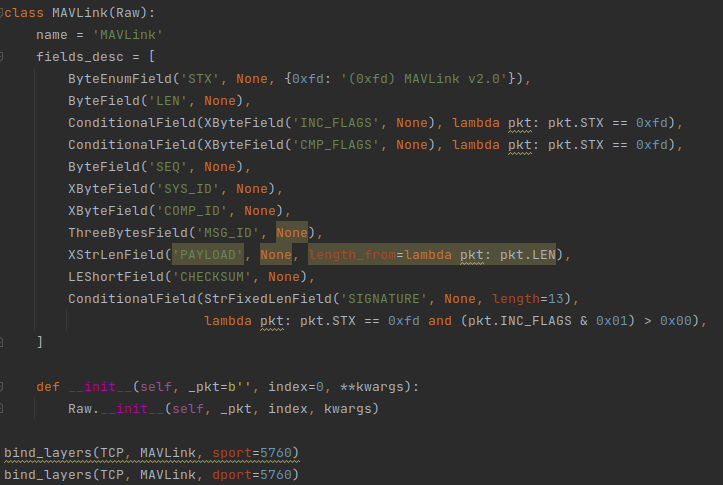 class MAVLink(Raw):
    name = 'MAVLink'
    fields_desc = [
        ByteEnumField('STX', None, {0xfd: '(0xfd) MAVLink v2.0'}),
        ByteField('LEN', None),
        ConditionalField(XByteField('INC_FLAGS', None), lambda pkt: pkt.STX == 0xfd),
        ConditionalField(XByteField('CMP_FLAGS', None), lambda pkt: pkt.STX == 0xfd),
        ByteField('SEQ', None),
        XByteField('SYS_ID', None),
        XByteField('COMP_ID', None),
        ThreeBytesField('MSG_ID', None),
        XStrLenField('PAYLOAD', None, length_from=lambda pkt: pkt.LEN),
        LEShortField('CHECKSUM', None),
        ConditionalField(StrFixedLenField('SIGNATURE', None, length=13),
                         lambda pkt: pkt.STX == 0xfd and (pkt.INC_FLAGS & 0x01) > 0x00),
    ]
    def __init__(self, _pkt=b'', index=0, **kwargs):
        Raw.__init__(self, _pkt, index, kwargs)
bind_layers(TCP, MAVLink, sport=5760)
bind_layers(TCP, MAVLink, dport=5760)